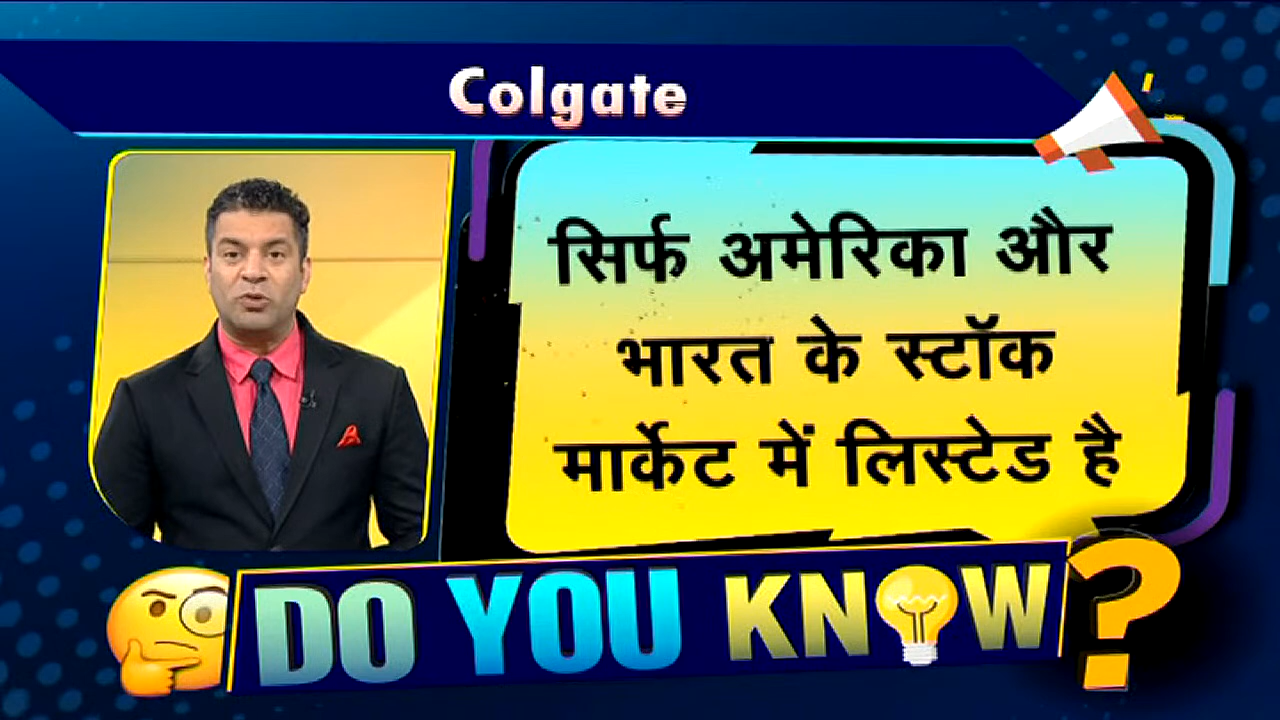 Colgate
सिर्फ अमेरिका और
भारत के स्टॉक
मार्केट में लिस्टेड है
DO YOU KNOW?